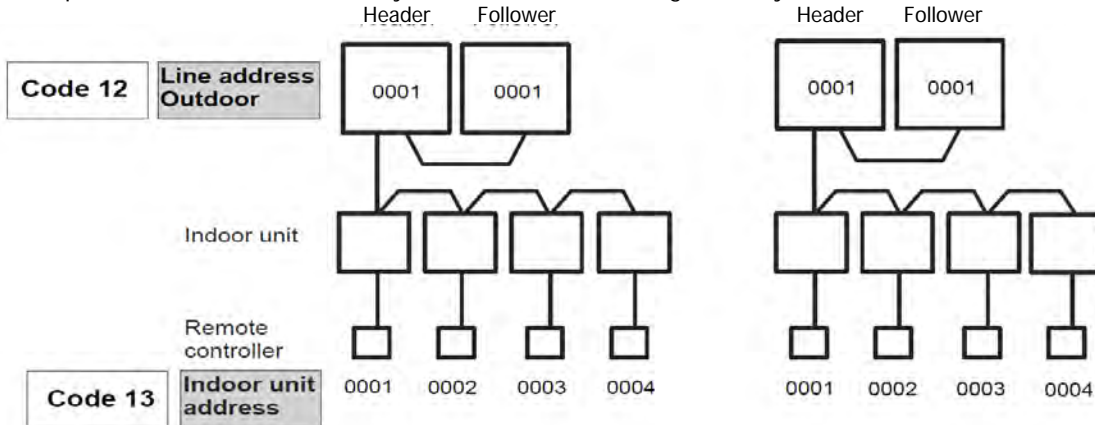 Header Follower Header Follower
Code 12 Line address
Outdoor
0001 0001 0001 0001
Indoor unit
Remote
controller
Code 13 Indoor unit
address
0001 0002 0003 0004 0001 0002 0003 0004